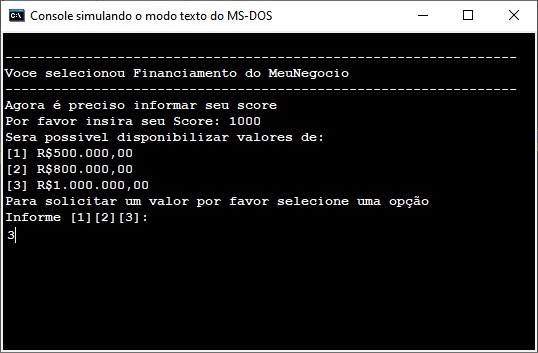 Console simulando o modo texto do MS-DOS
-----------------------------------------------------------------
Voce selecionou Financiamento do MeuNegocio
-----------------------------------------------------------------
Agora é preciso informar seu score
Por favor insira seu Score: 1000
Sera possivel disponibilizar valores de:
[1] R$500.000,00
[2] R$800.000,00
[3] R$1.000.000,00
Para solicitar um valor por favor selecione uma opção
Informe [1][2][3]:
3